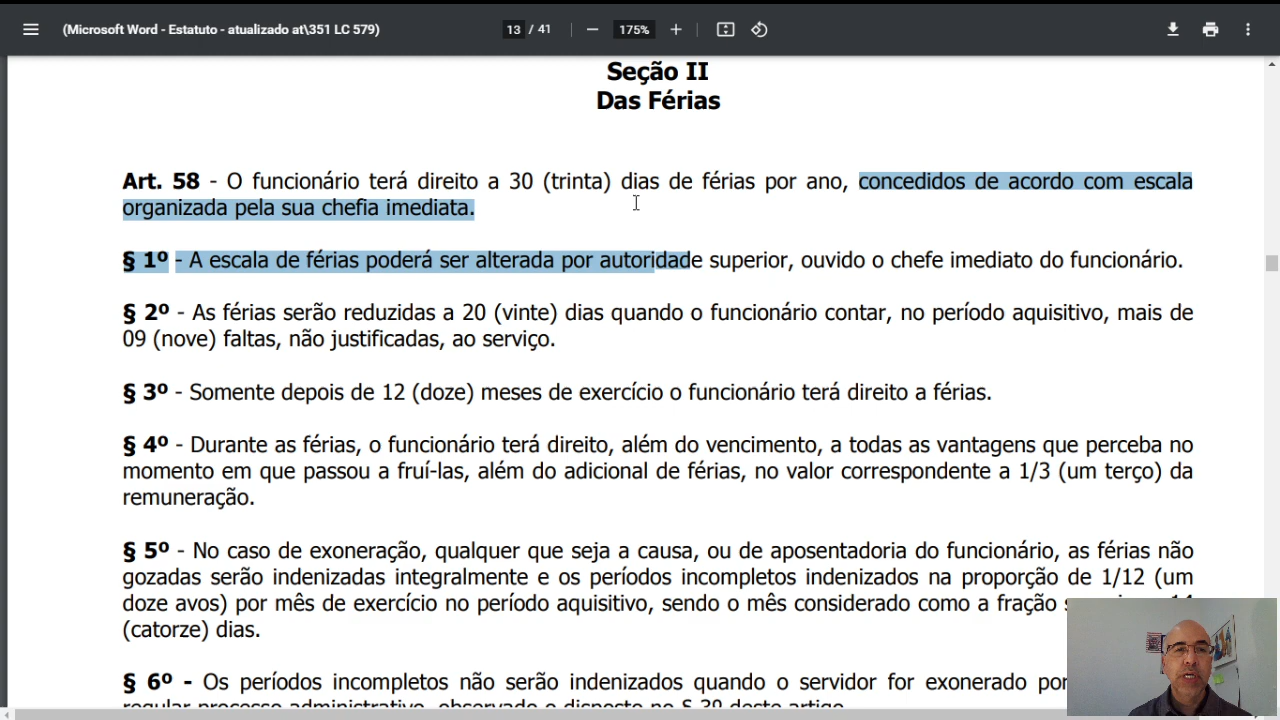 (Microsoft Word - Estatuto - atualizado at\351 LC 579)
13 / 41
175%
Seção II
Das Férias
Art. 58 - O funcionário terá direito a 30 (trinta) dias de férias por ano, concedidos de acordo com escala
organizada pela sua chefia imediata.
§ 1º - A escala de férias poderá ser alterada por autoridade superior, ouvido o chefe imediato do funcionário.
§ 2º - As férias serão reduzidas a 20 (vinte) dias quando o funcionário contar, no período aquisitivo, mais de
09 (nove) faltas, não justificadas, ao serviço.
§ 3º - Somente depois de 12 (doze) meses de exercício o funcionário terá direito a férias.
§ 4º - Durante as férias, o funcionário terá direito, além do vencimento, a todas as vantagens que perceba no
momento em que passou a fruí-las, além do adicional de férias, no valor correspondente a 1/3 (um terço) da
remuneração.
§ 5º - No caso de exoneração, qualquer que seja a causa, ou de aposentadoria do funcionário, as férias não
gozadas serão indenizadas integralmente e os períodos incompletos indenizados na proporção de 1/12 (um
doze avos) por mês de exercício no período aquisitivo, sendo o mês considerado como a fração
(catorze) dias.
§ 6º - Os períodos incompletos não serão indenizados quando o servidor for exonerado por
regular processo administrativo, observado o disposto no § 3º deste artigo.